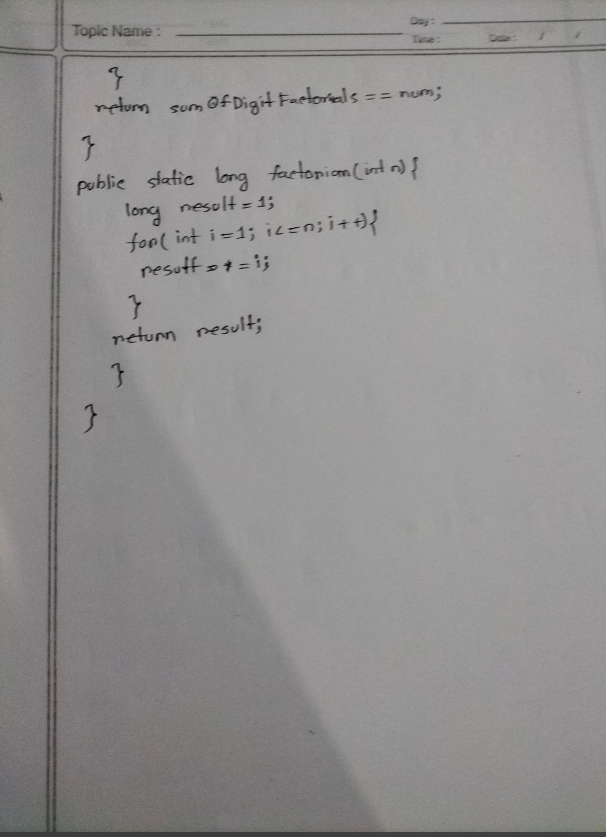 Topic Name :
Day :
Time :
Date : / /
}
return sumOfDigitFactorials == num;
}
public static long factorian(int n){
long result = 1;
for( int i=1; i<=n; i++){
result *= i;
}
return result;
}
}